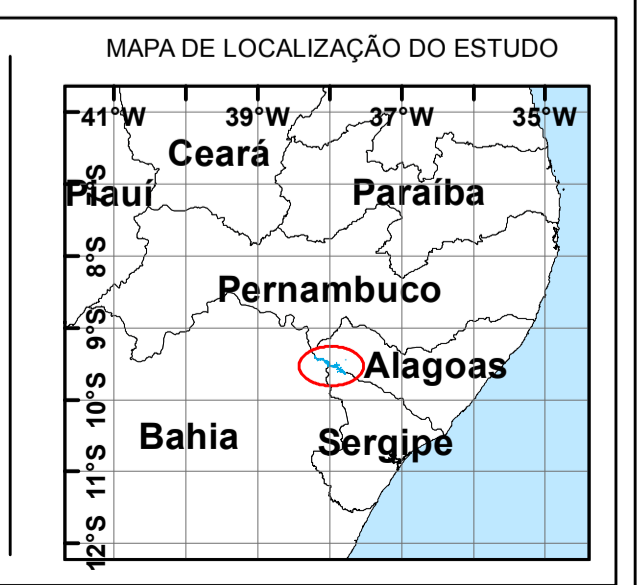 MAPA DE LOCALIZAÇÃO DO ESTUDO
41°W 39°W 37°W 35°W
Ceará
Piauí
Paraíba
8°S
Pernambuco
9°S
Alagoas
10°S
Bahia
Sergipe
11°S
12°S